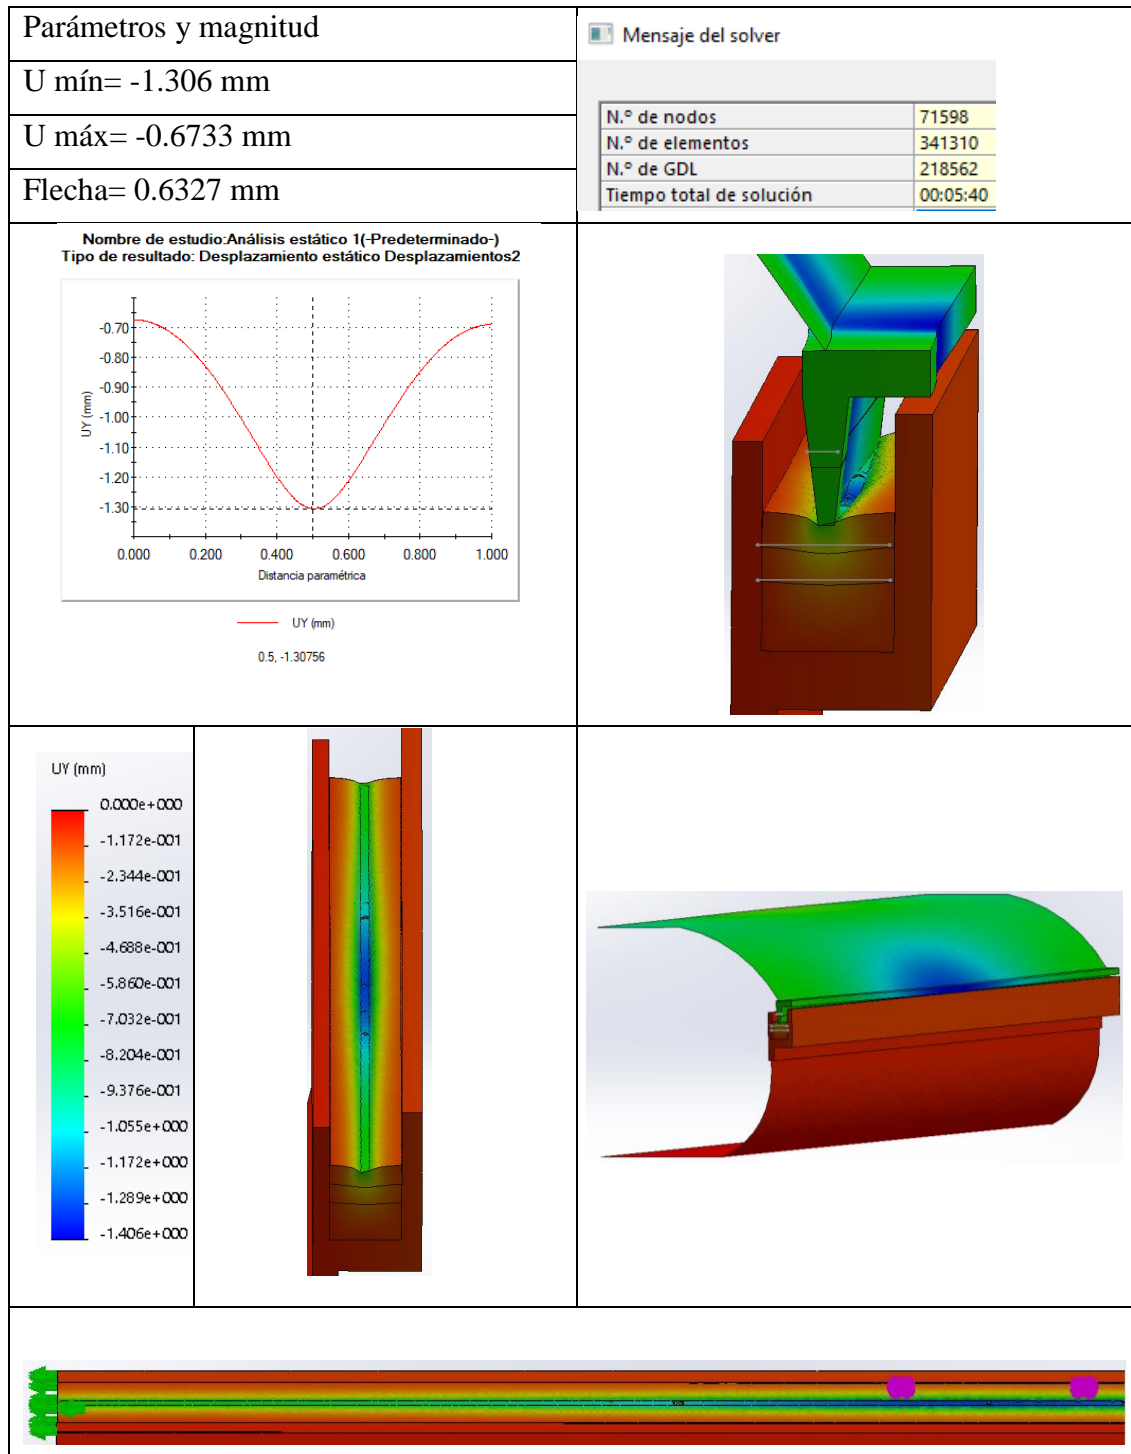 Parámetros y magnitud
U mín= -1.306 mm
U máx= -0.6733 mm
Flecha= 0.6327 mm
Mensaje del solver
N.º de nodos 71598
N.º de elementos 341310
N.º de GDL 218562
Tiempo total de solución 00:05:40
Nombre de estudio:Análisis estático 1(-Predeterminado-)
Tipo de resultado: Desplazamiento estático Desplazamientos2
-0.70
-0.80
-0.90
-1.00
-1.10
-1.20
-1.30
UY (mm)
0.000 0.200 0.400 0.600 0.800 1.000
Distancia paramétrica
UY (mm)
0.5, -1.30756
UY (mm)
0.000e+000
-1.172e-001
-2.344e-001
-3.516e-001
-4.688e-001
-5.860e-001
-7.032e-001
-8.204e-001
-9.376e-001
-1.055e+000
-1.172e+000
-1.289e+000
-1.406e+000